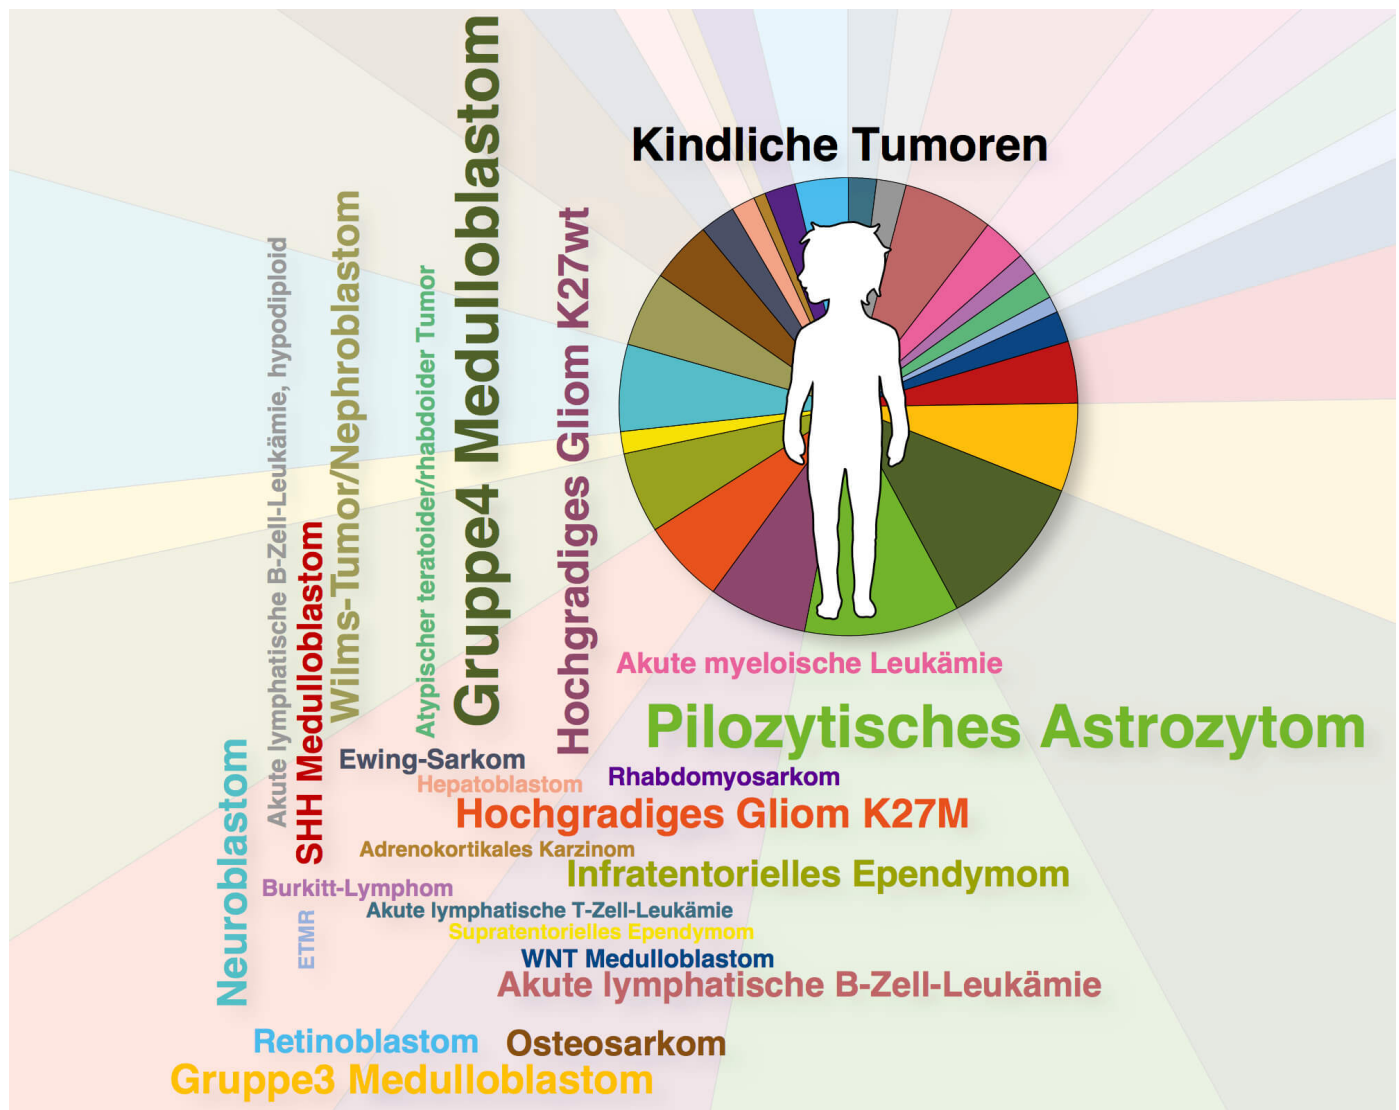 Kindliche Tumoren
Akute lymphatische B-Zell-Leukämie, hypodiploid
SHH Medulloblastom
Wilms-Tumor/Nephroblastom
Atypischer teratoider/rhabdoider Tumor
Gruppe4 Medulloblastom
Hochgradiges Gliom K27wt
Neuroblastom
Akute myeloische Leukämie
Pilozytisches Astrozytom
Ewing-Sarkom
Rhabdomyosarkom
Hepatoblastom
Hochgradiges Gliom K27M
Adrenokortikales Karzinom
Infratentorielles Ependymom
Burkitt-Lymphom
ETMR
Akute lymphatische T-Zell-Leukämie
Supratentorielles Ependymom
WNT Medulloblastom
Akute lymphatische B-Zell-Leukämie
Retinoblastom
Osteosarkom
Gruppe3 Medulloblastom